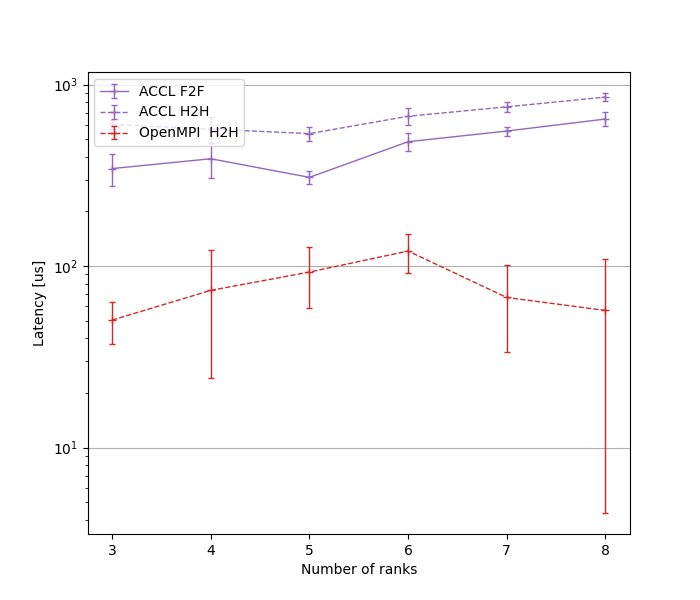 ACCL F2F
ACCL H2H
OpenMPI  H2H
10³
10²
10¹
Latency [us]
3 4 5 6 7 8
Number of ranks